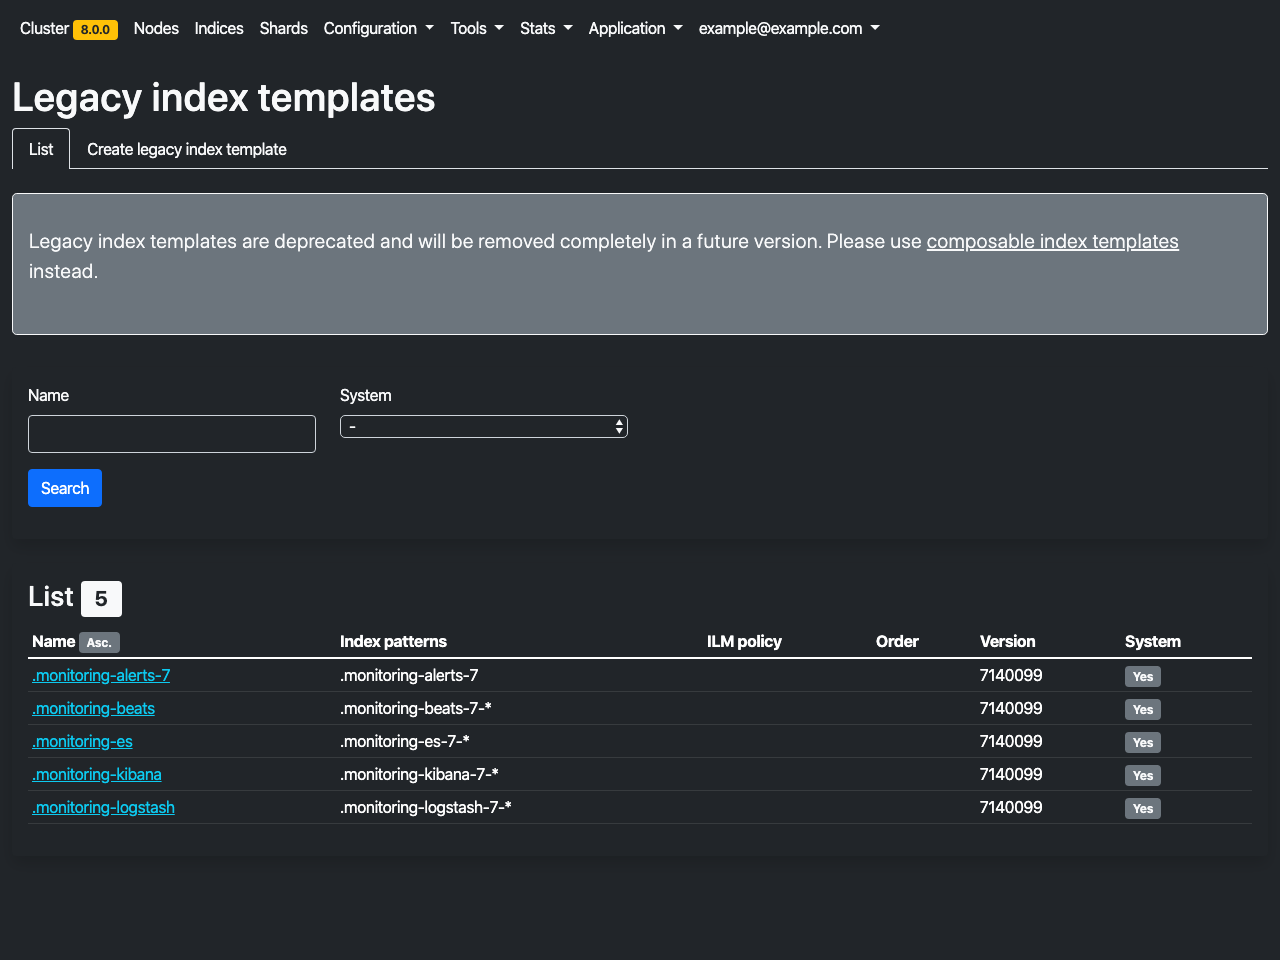 Cluster 8.0.0 Nodes Indices Shards Configuration Tools Stats Application example@example.com
Legacy index templates
List Create legacy index template
Legacy index templates are deprecated and will be removed completely in a future version. Please use composable index templates
instead.
Name System
-
Search
List 5
Name Asc. Index patterns ILM policy Order Version System
.monitoring-alerts-7 .monitoring-alerts-7 7140099 Yes
.monitoring-beats .monitoring-beats-7-* 7140099 Yes
.monitoring-es .monitoring-es-7-* 7140099 Yes
.monitoring-kibana .monitoring-kibana-7-* 7140099 Yes
.monitoring-logstash .monitoring-logstash-7-* 7140099 Yes